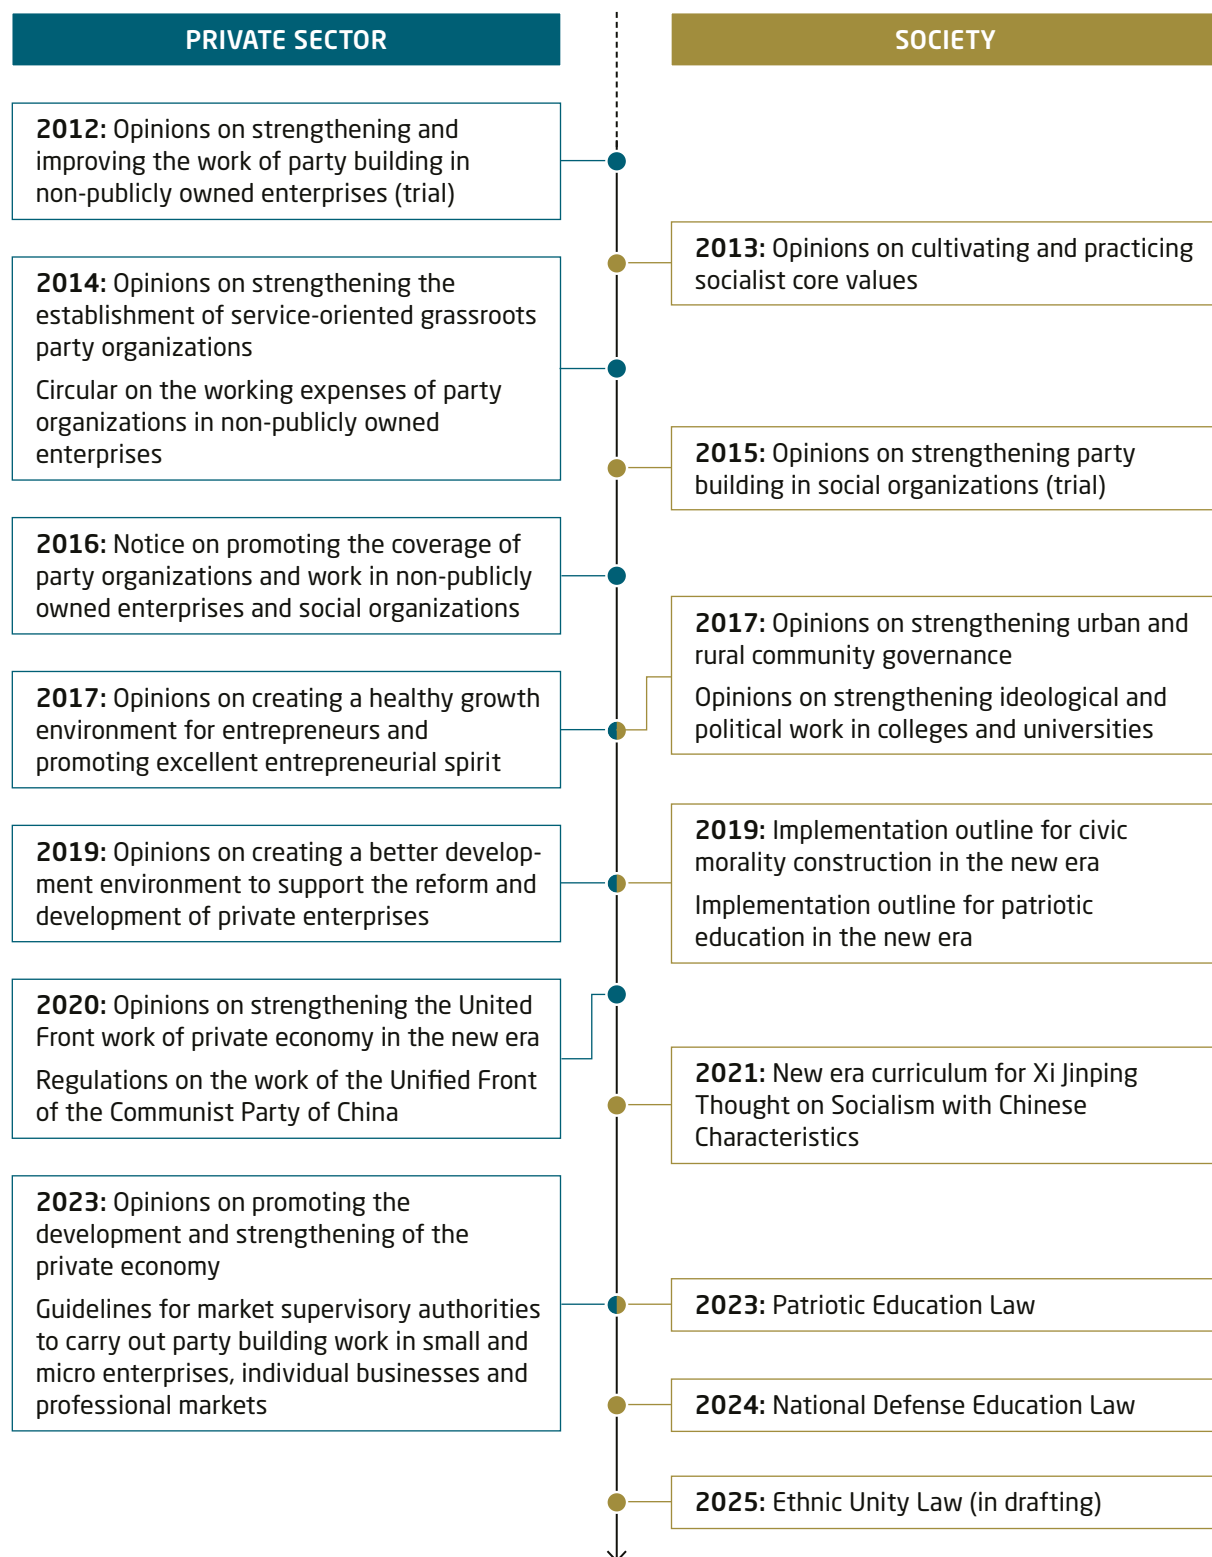 PRIVATE SECTOR
2012: Opinions on strengthening and
improving the work of party building in
non-publicly owned enterprises (trial)
2014: Opinions on strengthening the
establishment of service-oriented grassroots
party organizations
Circular on the working expenses of party
organizations in non-publicly owned
enterprises
2016: Notice on promoting the coverage of
party organizations and work in non-publicly
owned enterprises and social organizations
2017: Opinions on creating a healthy growth
environment for entrepreneurs and
promoting excellent entrepreneurial spirit
2019: Opinions on creating a better develop-
ment environment to support the reform and
development of private enterprises
2020: Opinions on strengthening the United
Front work of private economy in the new era
Regulations on the work of the Unified Front
of the Communist Party of China
2023: Opinions on promoting the
development and strengthening of the
private economy
Guidelines for market supervisory authorities
to carry out party building work in small and
micro enterprises, individual businesses and
professional markets
SOCIETY
2013: Opinions on cultivating and practicing
socialist core values
2015: Opinions on strengthening party
building in social organizations (trial)
2017: Opinions on strengthening urban and
rural community governance
Opinions on strengthening ideological and
political work in colleges and universities
2019: Implementation outline for civic
morality construction in the new era
Implementation outline for patriotic
education in the new era
2021: New era curriculum for Xi Jinping
Thought on Socialism with Chinese
Characteristics
2023: Patriotic Education Law
2024: National Defense Education Law
2025: Ethnic Unity Law (in drafting)